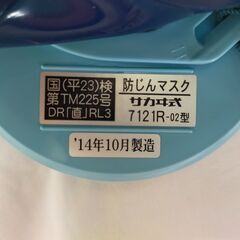 国(平23)検
第TM225号
DR「直」RL3
防じんマスク
サカヰ式
7121R-02型
'14年10月製造